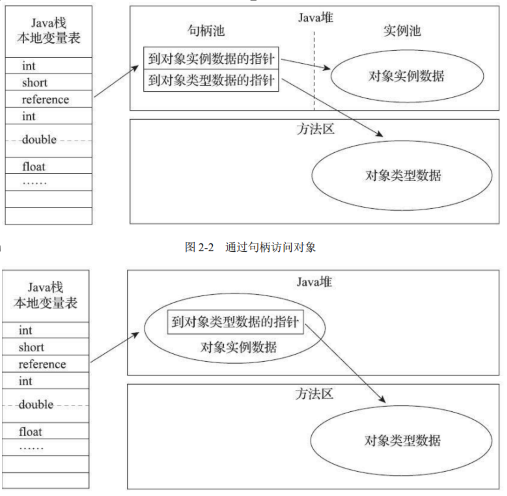 Java栈
本地变量表
int
short
reference
int
double
float
……
Java堆
句柄池
实例池
到对象实例数据的指针
到对象类型数据的指针
对象实例数据
方法区
对象类型数据
图2-2 通过句柄访问对象
Java栈
本地变量表
int
short
reference
int
double
float
……
Java堆
到对象类型数据的指针
对象实例数据
方法区
对象类型数据